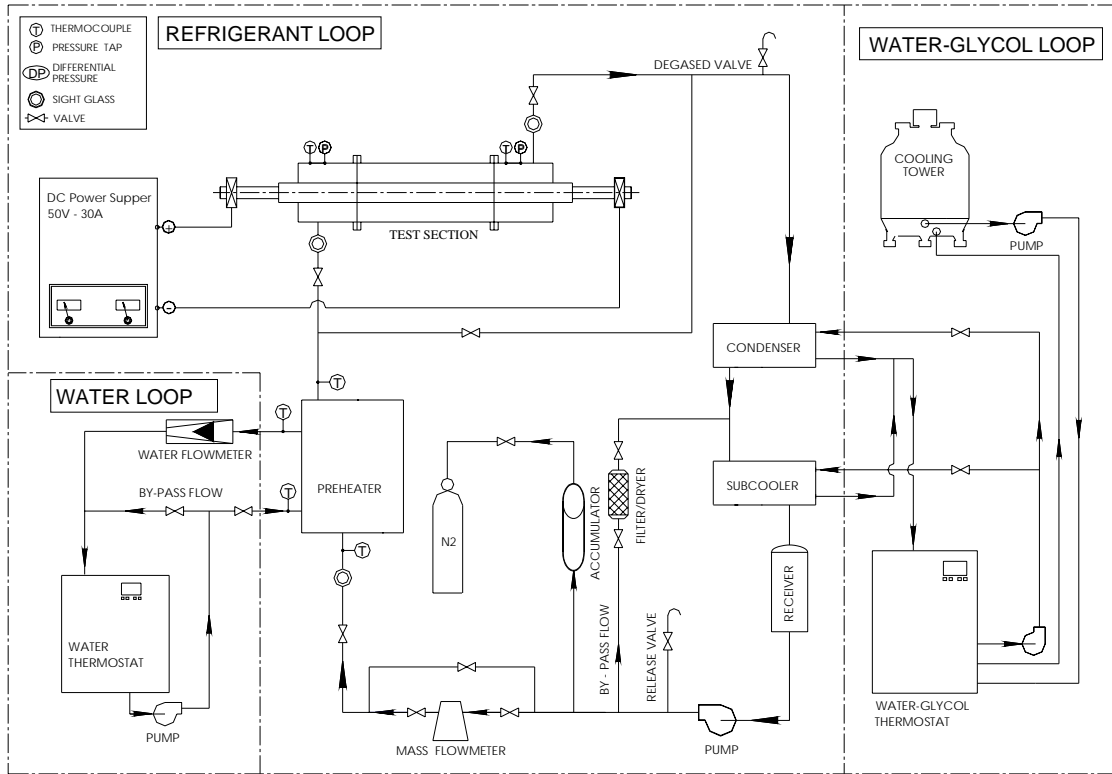 T THERMOCOUPLE
P PRESSURE TAP
DP DIFFERENTIAL
PRESSURE
SIGHT GLASS
VALVE
REFRIGERANT LOOP
WATER-GLYCOL LOOP
DEGASED VALVE
T P
T P
COOLING
TOWER
DC Power Supper
50V - 30A
+
TEST SECTION
PUMP
-
CONDENSER
T
WATER LOOP
T
WATER FLOWMETER
BY-PASS FLOW
T
PREHEATER
N2
ACCUMULATOR
FILTER/DRYER
SUBCOOLER
T
RECEIVER
WATER
THERMOSTAT
BY - PASS FLOW
RELEASE VALVE
PUMP
MASS FLOWMETER
PUMP
WATER-GLYCOL
THERMOSTAT